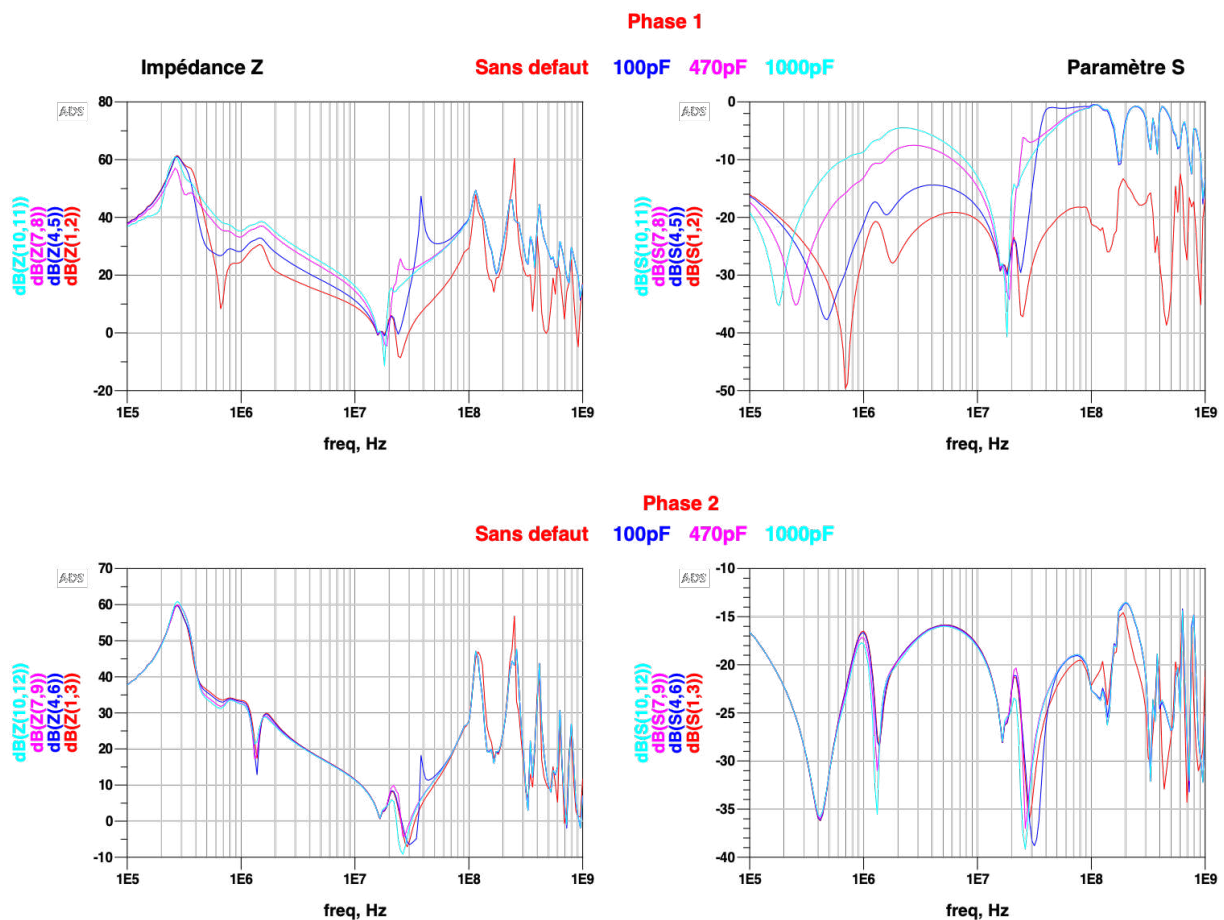 Phase 1
Impédance Z
Sans defaut 100pF 470pF 1000pF
Paramètre S
ADS
80
60
40
20
0
-20
dB(Z(10,11))
dB(Z(7,8))
dB(Z(4,5))
dB(Z(1,2))
1E5 1E6 1E7 1E8 1E9
freq, Hz
ADS
0
-10
-20
-30
-40
-50
dB(S(10,11))
dB(S(7,8))
dB(S(4,5))
dB(S(1,2))
1E5 1E6 1E7 1E8 1E9
freq, Hz
Phase 2
Sans defaut 100pF 470pF 1000pF
ADS
70
60
50
40
30
20
10
0
-10
dB(Z(10,12))
dB(Z(7,9))
dB(Z(4,6))
dB(Z(1,3))
1E5 1E6 1E7 1E8 1E9
freq, Hz
ADS
-10
-15
-20
-25
-30
-35
-40
dB(S(10,12))
dB(S(7,9))
dB(S(4,6))
dB(S(1,3))
1E5 1E6 1E7 1E8 1E9
freq, Hz